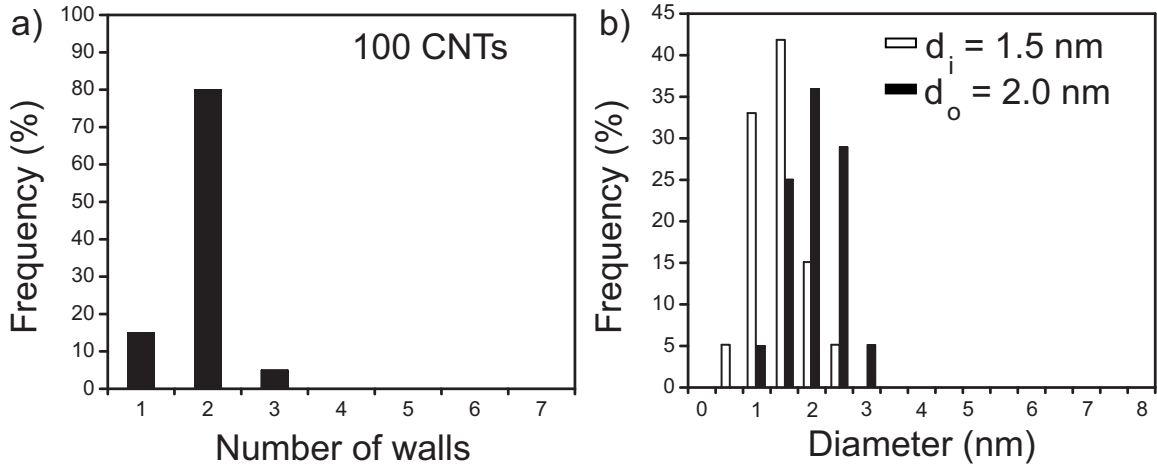 a)
100 CNTs
Frequency (%)
100
90
80
70
60
50
40
30
20
10
0
1 2 3 4 5 6 7
Number of walls
b)
d_i = 1.5 nm
d_o = 2.0 nm
Frequency (%)
45
40
35
30
25
20
15
10
5
0
0 1 2 3 4 5 6 7 8
Diameter (nm)